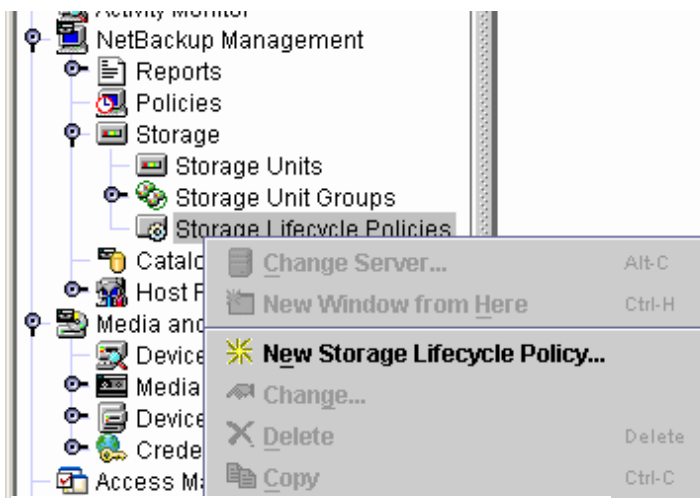 Activity Monitor
NetBackup Management
Reports
Policies
Storage
Storage Units
Storage Unit Groups
Storage Lifecycle Policies
Catalo
Host P
Media and
Device
Media
Device
Crede
Access Ma
Change Server... Alt-C
New Window from Here Ctrl-H
New Storage Lifecycle Policy...
Change...
Delete Delete
Copy Ctrl-C